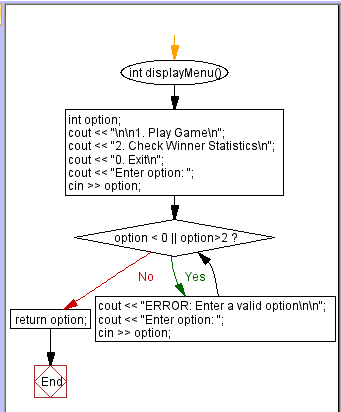 int displayMenu()
int option;
cout << "\n\n1. Play Game\n";
cout << "2. Check Winner Statistics\n";
cout << "0. Exit\n";
cout << "Enter option: ";
cin >> option;
option < 0 || option>2 ?
No
Yes
cout << "ERROR: Enter a valid option\n\n";
cout << "Enter option: ";
cin >> option;
return option;
End